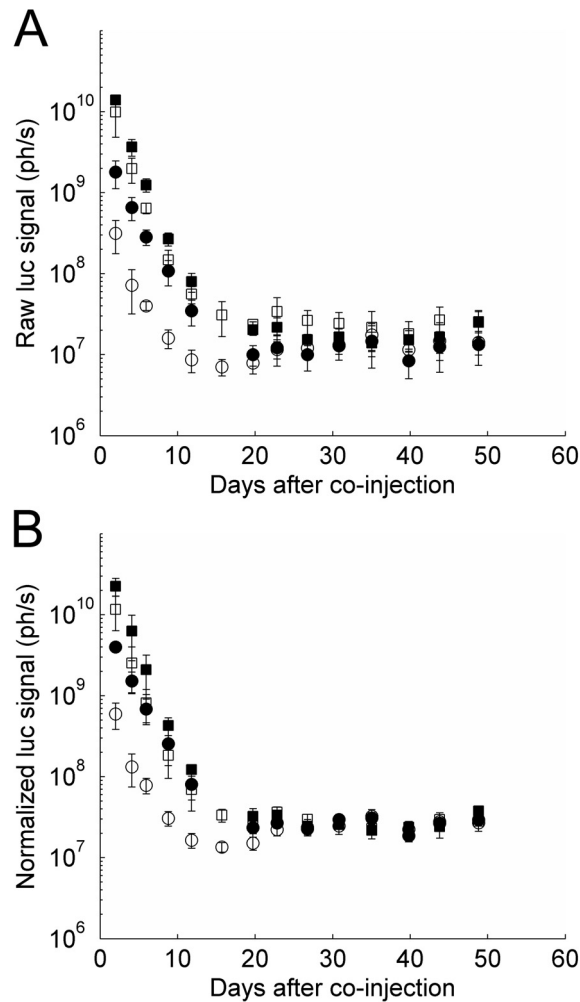 A
Raw luc signal (ph/s)
10^10
10^9
10^8
10^7
10^6
0 10 20 30 40 50 60
Days after co-injection
B
Normalized luc signal (ph/s)
10^10
10^9
10^8
10^7
10^6
0 10 20 30 40 50 60
Days after co-injection